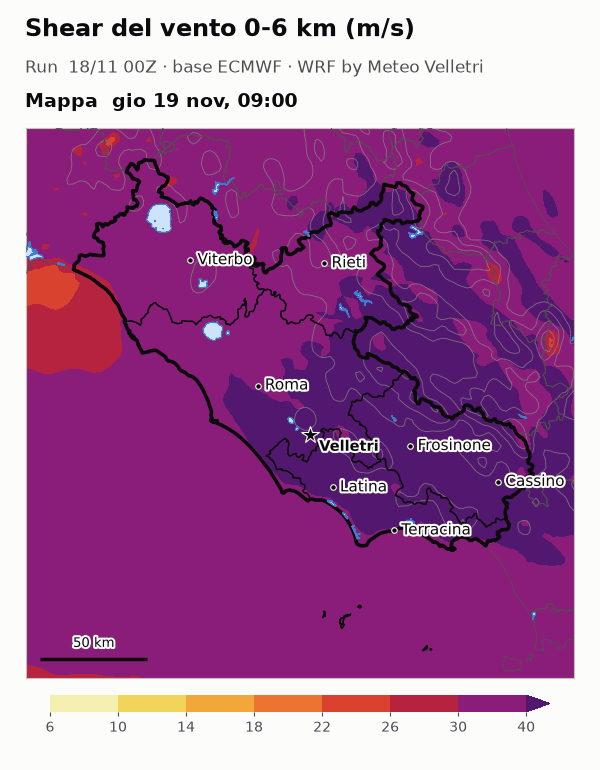 Shear del vento 0-6 km (m/s)
Run  18/11 00Z · base ECMWF · WRF by Meteo Velletri
Mappa  gio 19 nov, 09:00
Viterbo
Rieti
Roma
Velletri
Frosinone
Latina
Cassino
Terracina
50 km
6 10 14 18 22 26 30 40